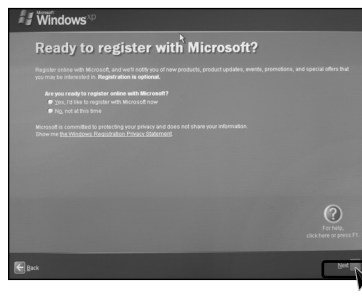 Microsoft
Windows xp
Ready to register with Microsoft?
Register online with Microsoft, and we'll notify you of new products, product updates, events, promotions, and special offers that
you may be interested in. Registration is optional.
Are you ready to register online with Microsoft?
Yes, I'd like to register with Microsoft now
No, not at this time
Microsoft is committed to protecting your privacy and does not share your information.
Show me the Windows Registration Privacy Statement.
For help,
click here or press F1.
Back
Next